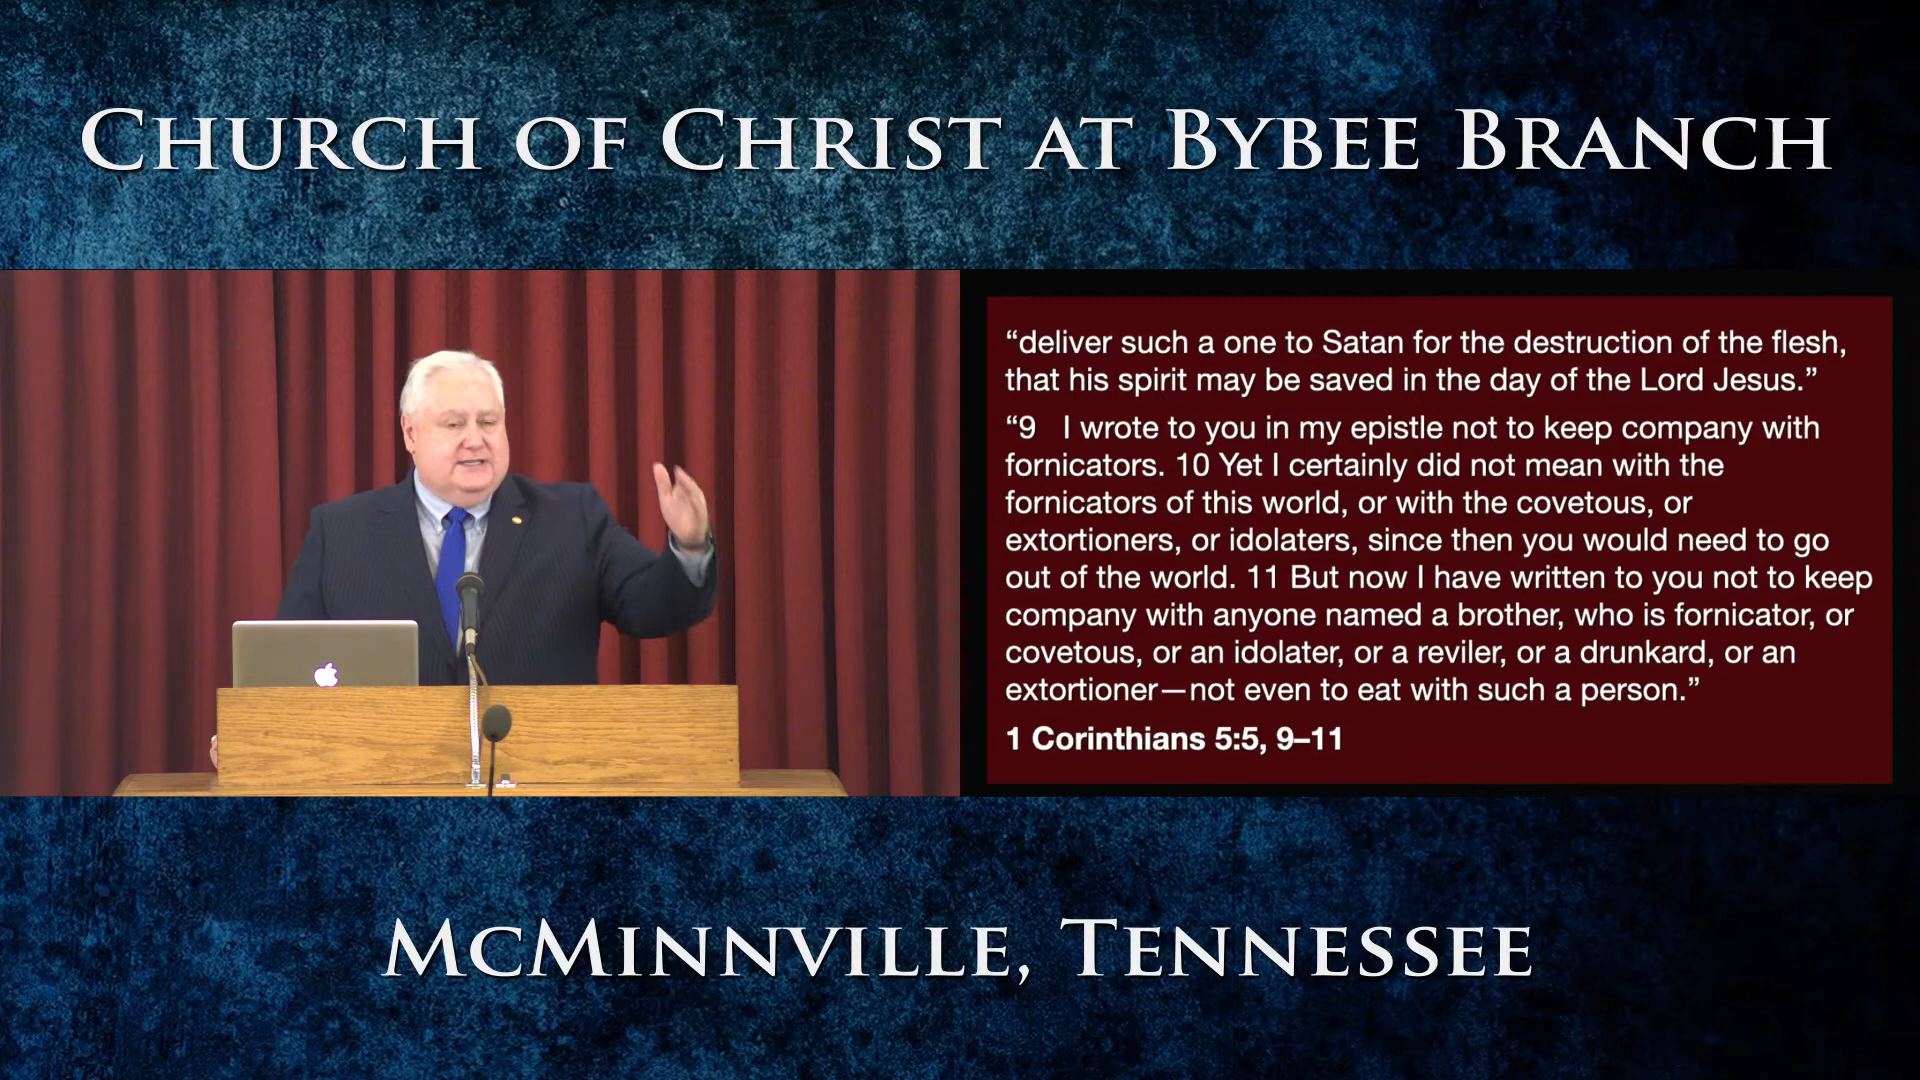 CHURCH OF CHRIST AT BYBEE BRANCH
“deliver such a one to Satan for the destruction of the flesh,
that his spirit may be saved in the day of the Lord Jesus.”
“9 I wrote to you in my epistle not to keep company with
fornicators. 10 Yet I certainly did not mean with the
fornicators of this world, or with the covetous, or
extortioners, or idolaters, since then you would need to go
out of the world. 11 But now I have written to you not to keep
company with anyone named a brother, who is fornicator, or
covetous, or an idolater, or a reviler, or a drunkard, or an
extortioner—not even to eat with such a person.”
1 Corinthians 5:5, 9–11
MCMINNVILLE, TENNESSEE